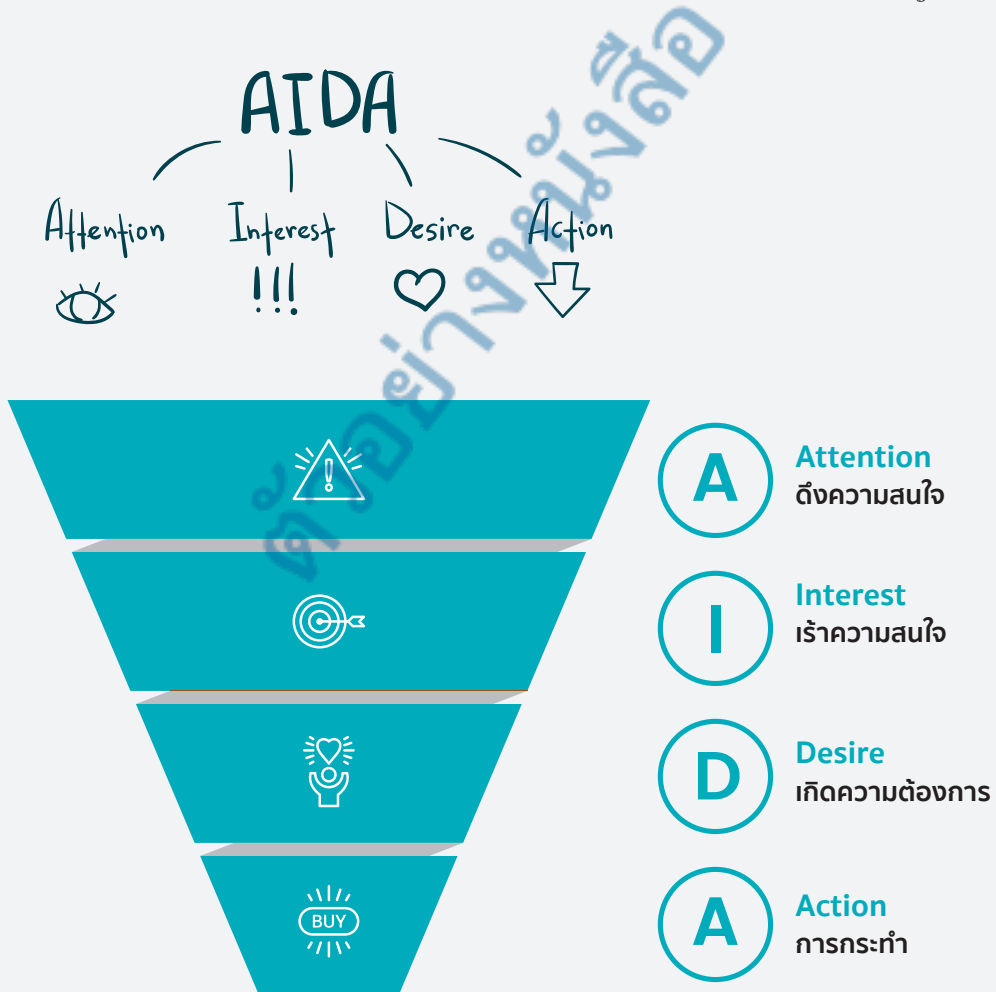 AIDA
Attention Interest Desire Action
!!!
ตัวอย่างหนังสือ
A
Attention
ดึงความสนใจ
I
Interest
เร้าความสนใจ
D
Desire
เกิดความต้องการ
BUY
A
Action
การกระทำ